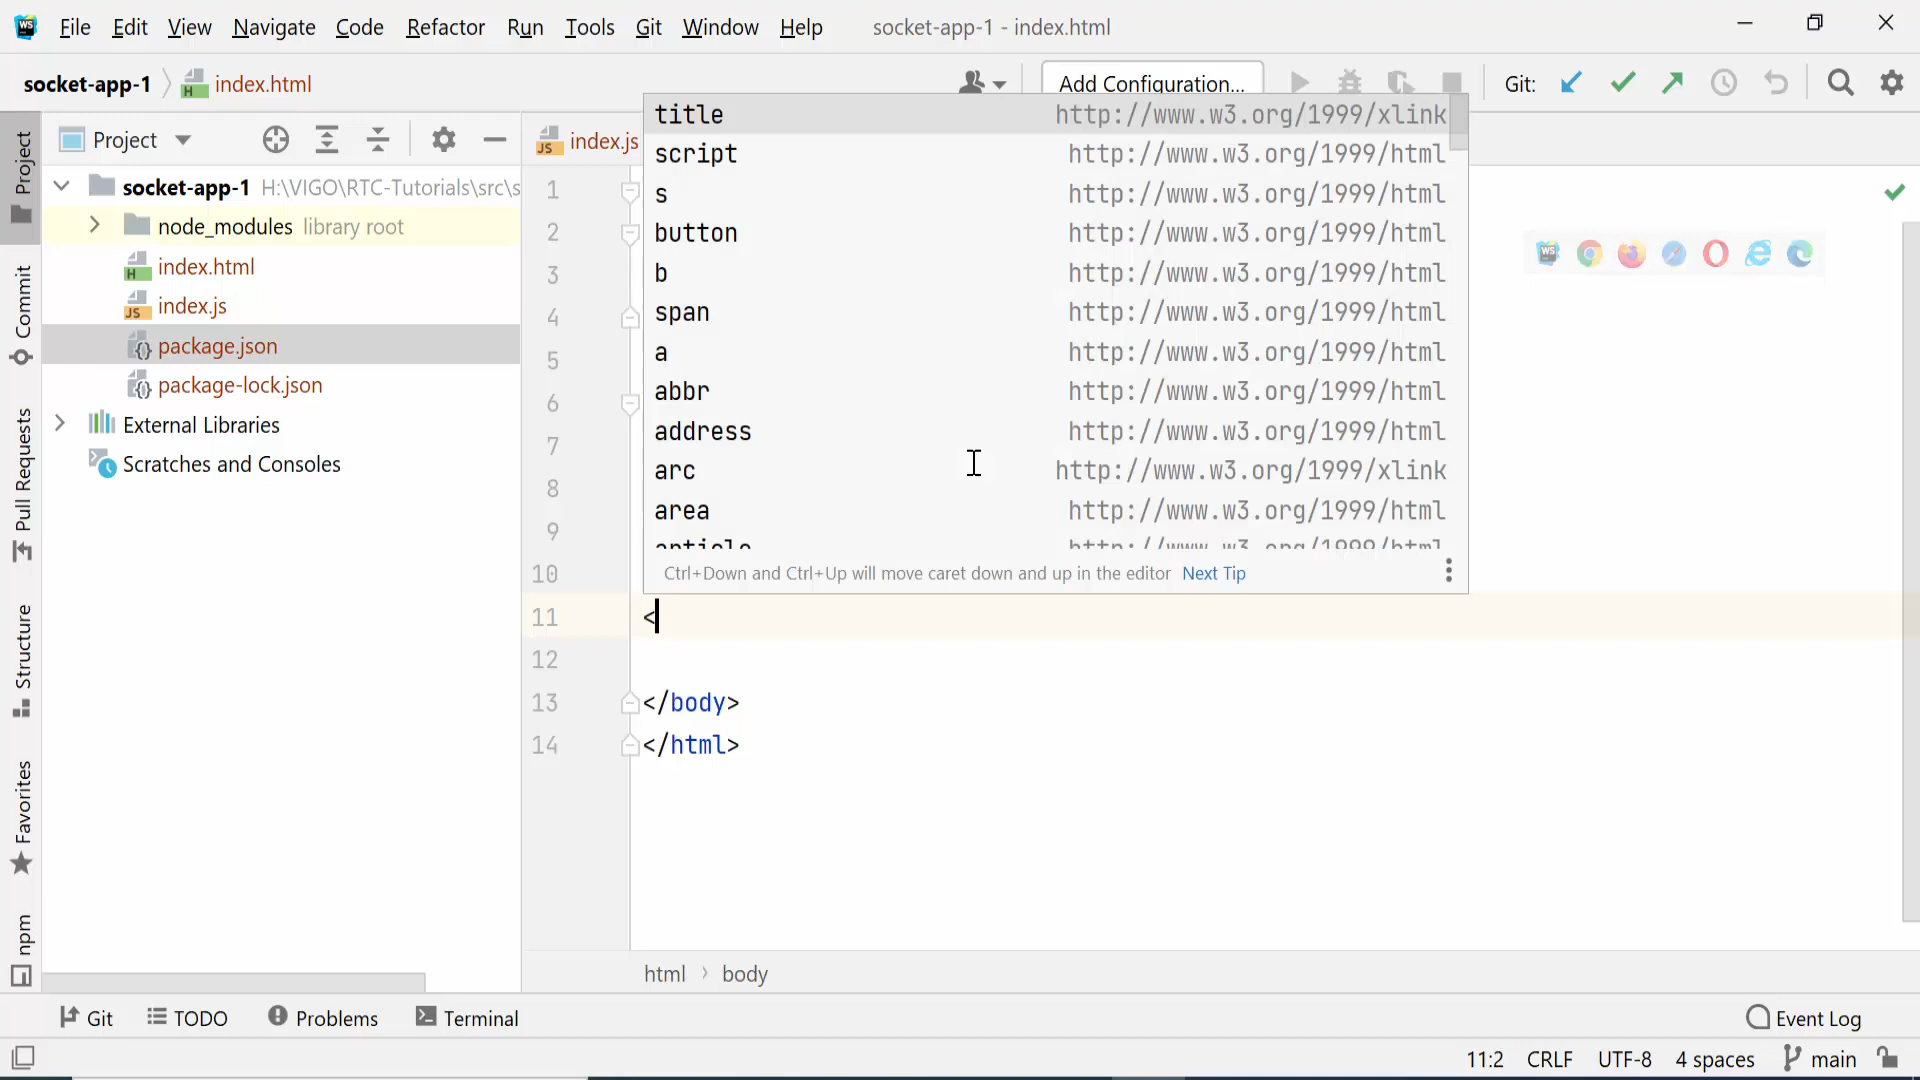 File Edit View Navigate Code Refactor Run Tools Git Window Help socket-app-1 - index.html
socket-app-1 index.html Add Configuration... Git:
Project
index.js
socket-app-1 H:\VIGO\RTC-Tutorials\src\s
node_modules library root
index.html
index.js
package.json
package-lock.json
External Libraries
Scratches and Consoles
Project
Commit
Pull Requests
Structure
Favorites
npm
1
2
3
4
5
6
7
8
9
10
11
12
13
14
title http://www.w3.org/1999/xlink
script http://www.w3.org/1999/html
s http://www.w3.org/1999/html
button http://www.w3.org/1999/html
b http://www.w3.org/1999/html
span http://www.w3.org/1999/html
a http://www.w3.org/1999/html
abbr http://www.w3.org/1999/html
address http://www.w3.org/1999/html
arc http://www.w3.org/1999/xlink
area http://www.w3.org/1999/html
article http://www.w3.org/1999/html
Ctrl+Down and Ctrl+Up will move caret down and up in the editor Next Tip
<
</body>
</html>
html › body
Git TODO Problems Terminal Event Log
11:2 CRLF UTF-8 4 spaces main